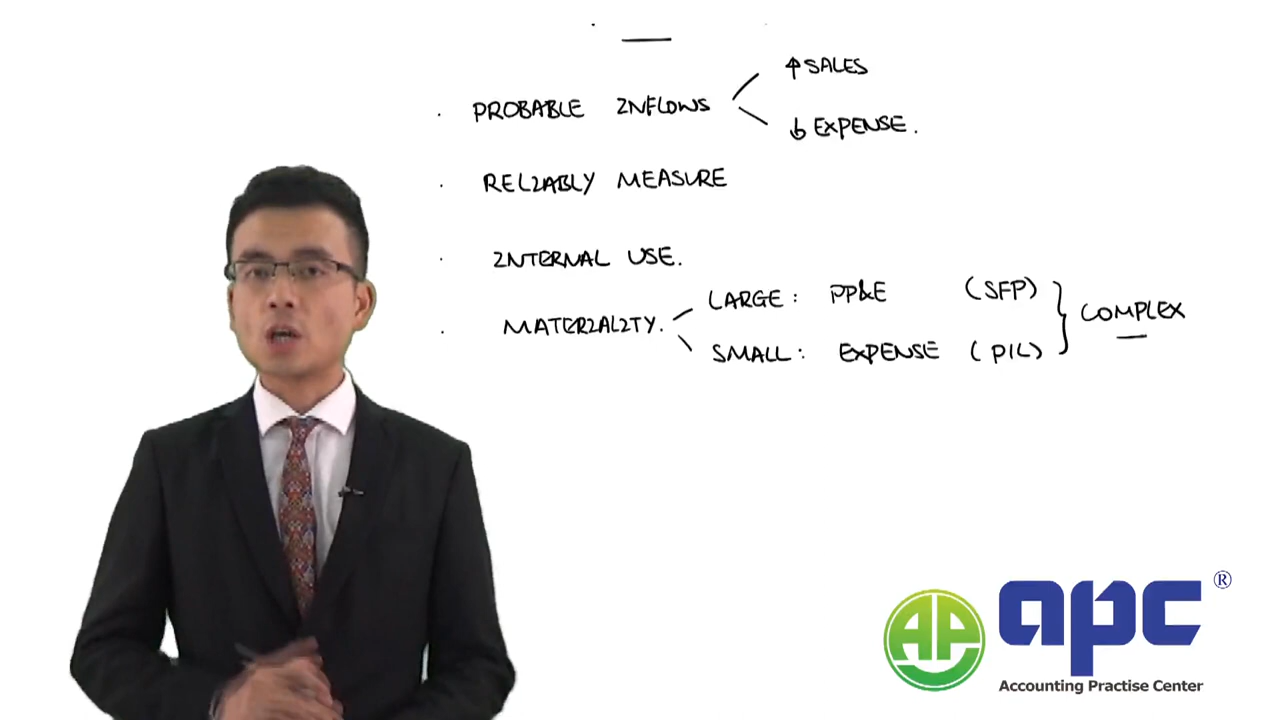 ↑ SALES
· PROBABLE INFLOWS
↓ EXPENSE.
· RELIABLY MEASURE
· INTERNAL USE.
LARGE: PP&E (SFP)
COMPLEX
· MATERIALITY.
SMALL: EXPENSE (P/L)
AP
apc®
Accounting Practise Center